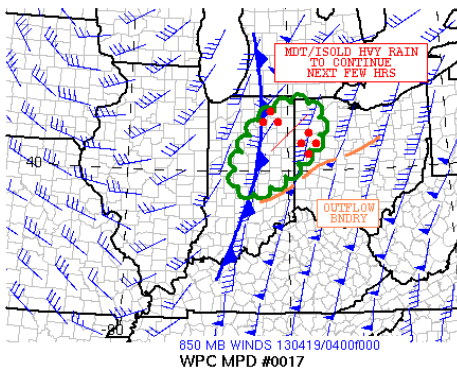 MDT/ISOLD HVY RAIN
TO CONTINUE
NEXT FEW HRS
40
OUTFLOW
BNDRY
-80
850 MB WINDS 130419/0400f000
WPC MPD #0017